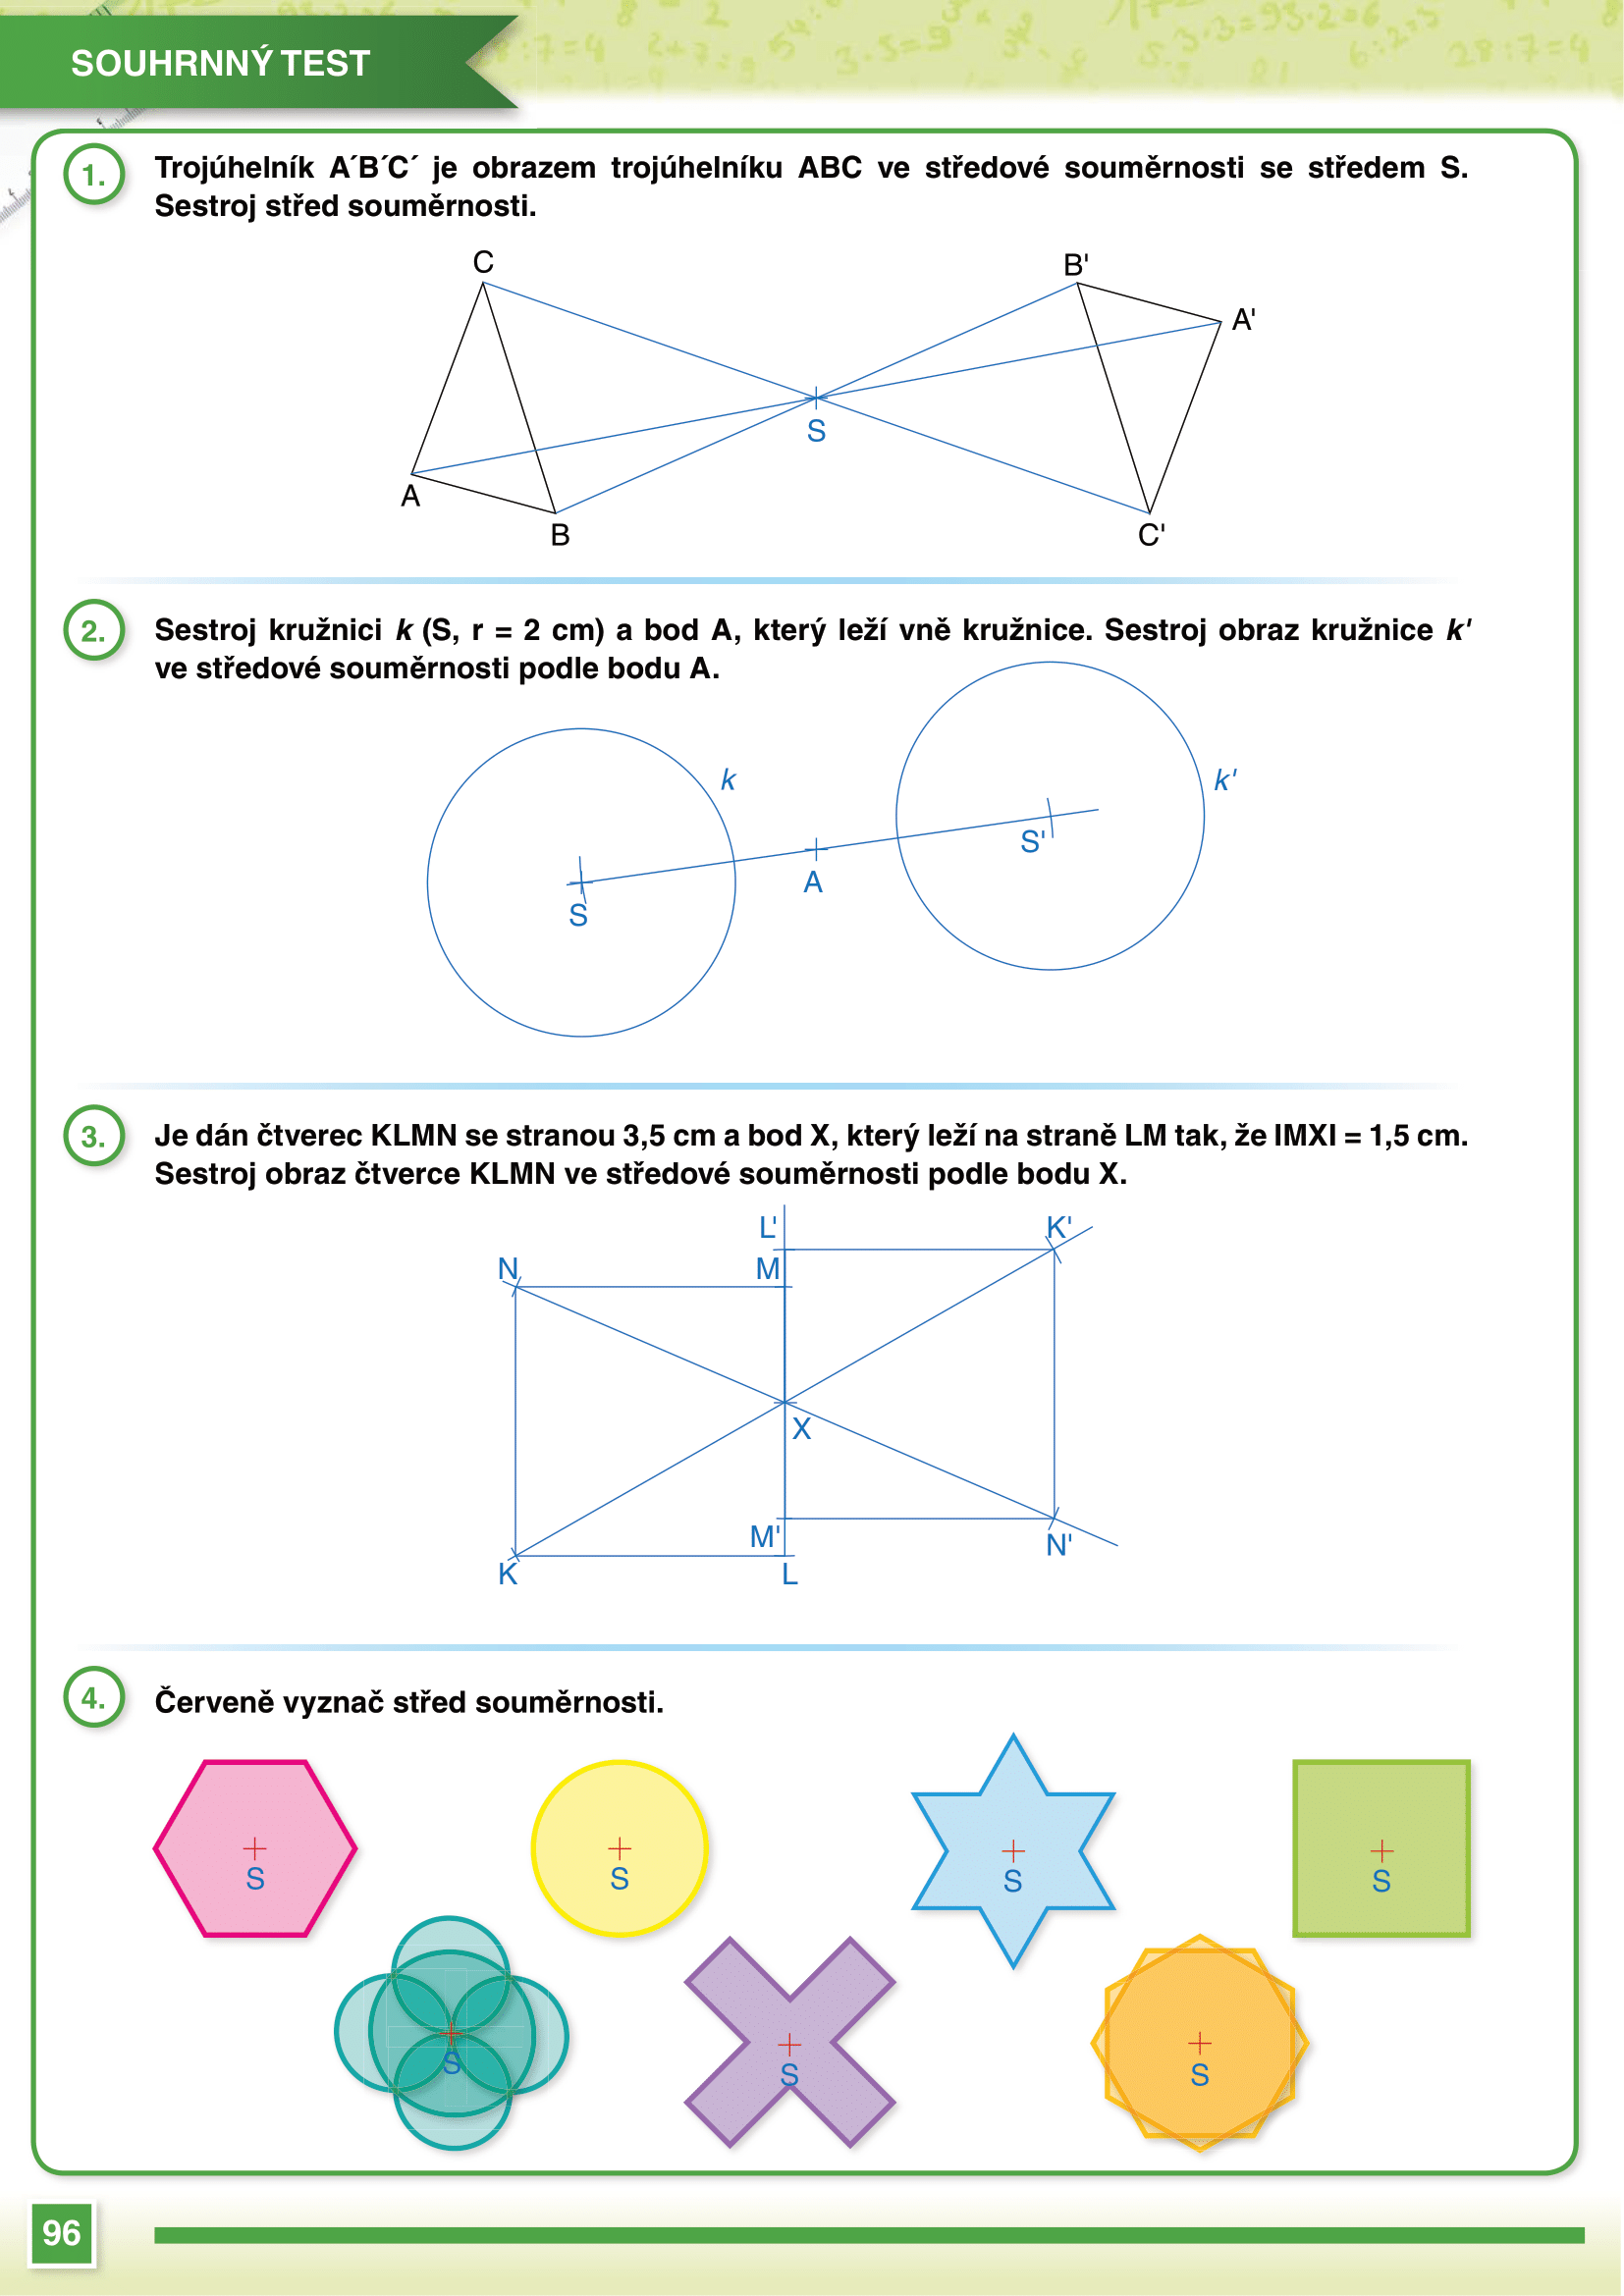 SOUHRNNÝ TEST
1.
Trojúhelník A´B´C´ je obrazem trojúhelníku ABC ve středové souměrnosti se středem S.
Sestroj střed souměrnosti.
C
B'
A'
S
A
B
C'
2.
Sestroj kružnici k (S, r = 2 cm) a bod A, který leží vně kružnice. Sestroj obraz kružnice k'
ve středové souměrnosti podle bodu A.
k
k'
S'
A
S
3.
Je dán čtverec KLMN se stranou 3,5 cm a bod X, který leží na straně LM tak, že IMXI = 1,5 cm.
Sestroj obraz čtverce KLMN ve středové souměrnosti podle bodu X.
L'
K'
N
M
X
M'
N'
K
L
4.
Červeně vyznač střed souměrnosti.
S
S
S
S
S
S
S
96